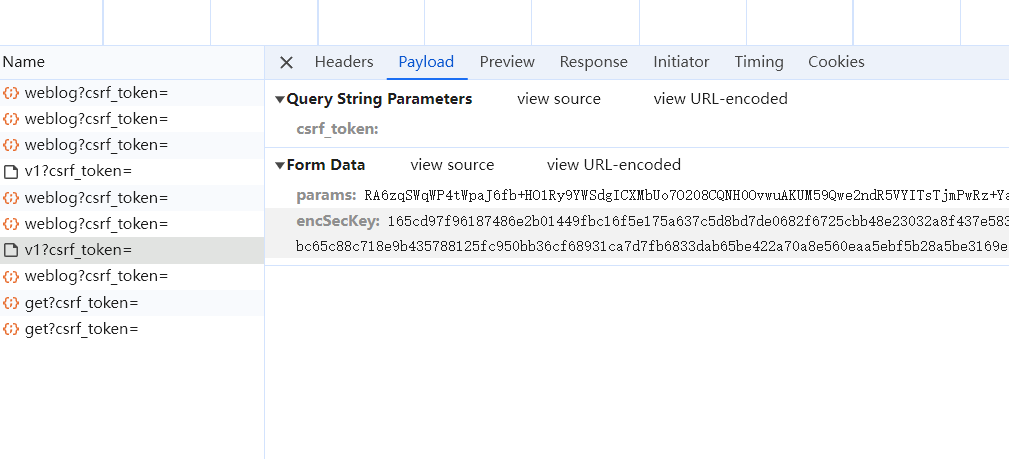 Name
weblog?csrf_token=
weblog?csrf_token=
weblog?csrf_token=
v1?csrf_token=
weblog?csrf_token=
weblog?csrf_token=
v1?csrf_token=
weblog?csrf_token=
get?csrf_token=
get?csrf_token=
Headers Payload Preview Response Initiator Timing Cookies
Query String Parameters view source view URL-encoded
csrf_token:
Form Data view source view URL-encoded
params: RA6zqSWqWP4tWpaJ6fb+HO1Ry9YWSdgICXMbUo7O208CQNHOOvwuAKUM59Qwe2ndR5VYITsTjmPwRz+Ya
encSecKey: 165cd97f96187486e2b01449fbc16f5e175a637c5d8bd7de0682f6725cbb48e23032a8f437e583
bc65c88c718e9b435788125fc950bb36cf68931ca7d7fb6833dab65be422a70a8e560eaa5ebf5b28a5be3169e